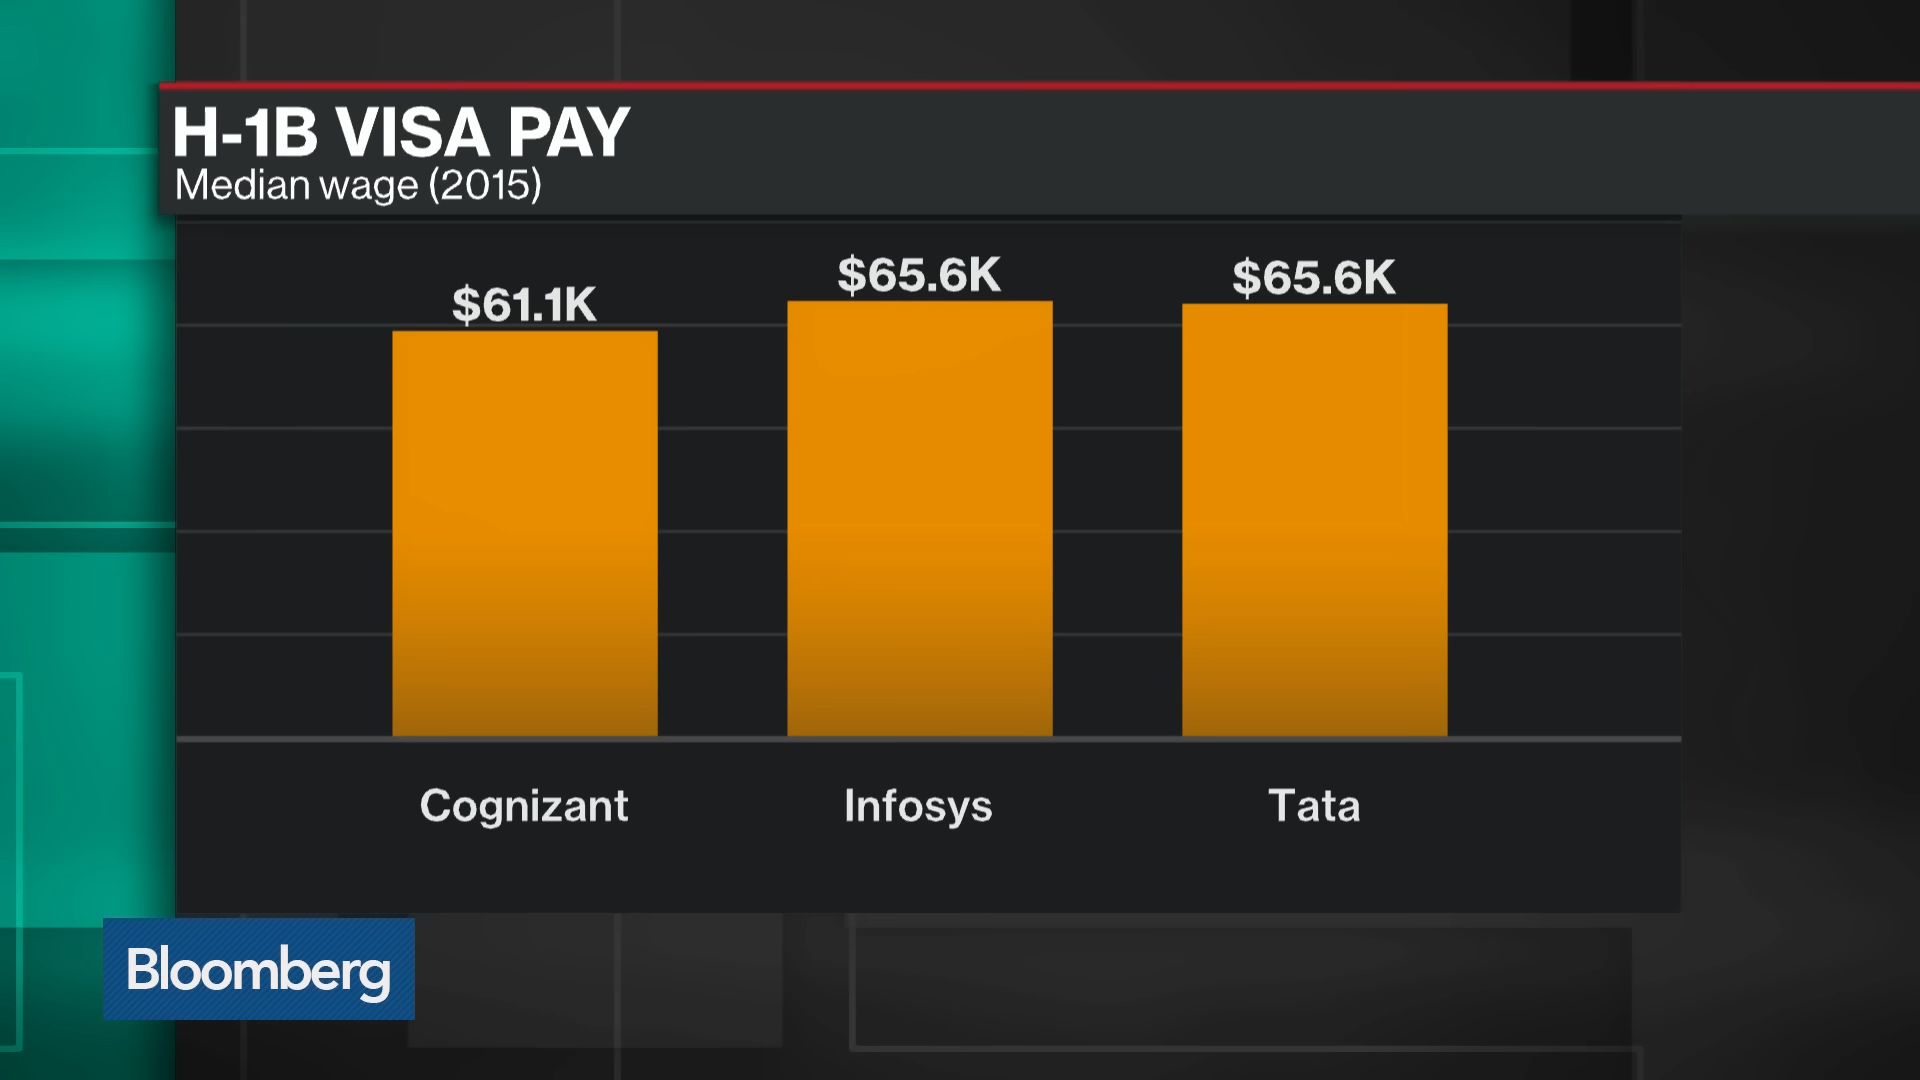 H-1B VISA PAY
Median wage (2015)
$61.1K
$65.6K
$65.6K
Cognizant
Infosys
Tata
Bloomberg